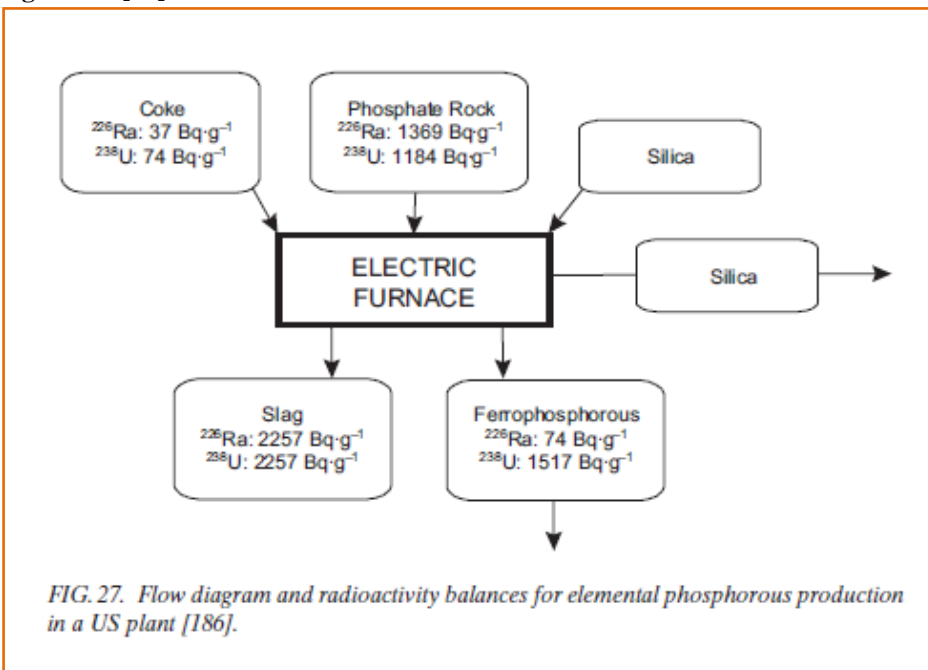 Coke
²²⁶Ra: 37 Bq·g⁻¹
²³⁸U: 74 Bq·g⁻¹
Phosphate Rock
²²⁶Ra: 1369 Bq·g⁻¹
²³⁸U: 1184 Bq·g⁻¹
Silica
ELECTRIC
FURNACE
Silica
Slag
²²⁶Ra: 2257 Bq·g⁻¹
²³⁸U: 2257 Bq·g⁻¹
Ferrophosphorous
²²⁶Ra: 74 Bq·g⁻¹
²³⁸U: 1517 Bq·g⁻¹
FIG. 27. Flow diagram and radioactivity balances for elemental phosphorous production
in a US plant [186].